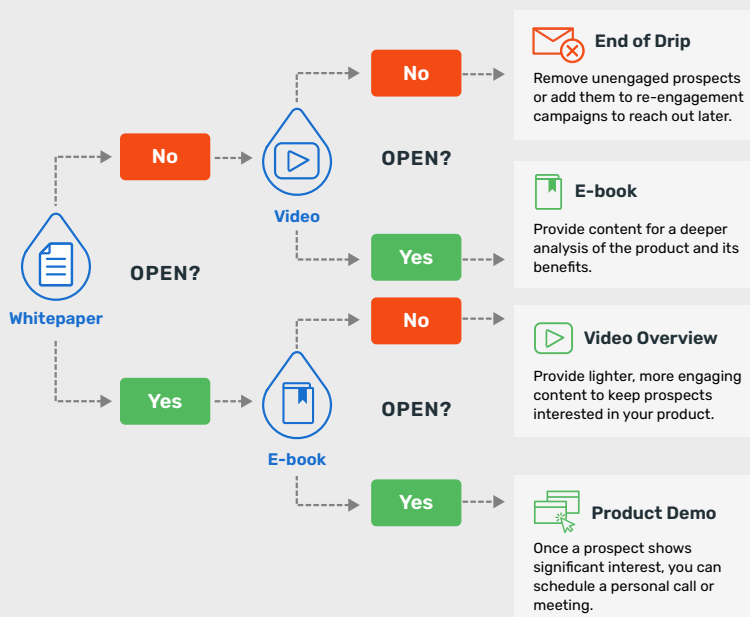 End of Drip
Remove unengaged prospects
or add them to re-engagement
campaigns to reach out later.
No
No
OPEN?
Video
E-book
Provide content for a deeper
analysis of the product and its
benefits.
Yes
OPEN?
Whitepaper
No
Video Overview
Provide lighter, more engaging
content to keep prospects
interested in your product.
Yes
OPEN?
E-book
Yes
Product Demo
Once a prospect shows
significant interest, you can
schedule a personal call or
meeting.